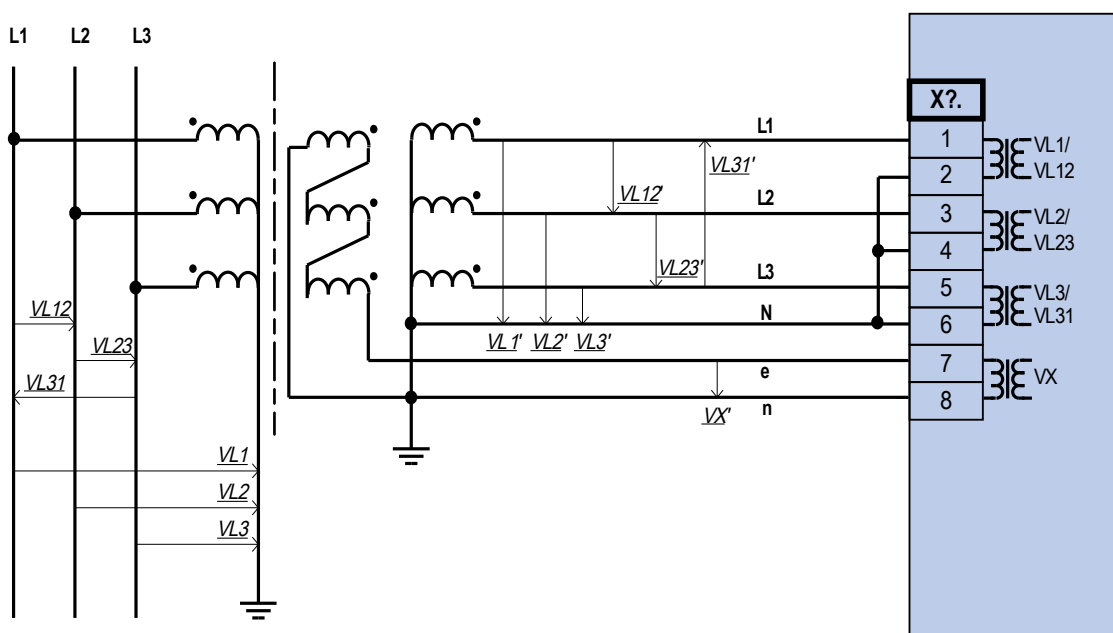 L1 L2 L3
X?.
L1
1
VL1/
VL12
VL31'
2
VL12'
L2
3
VL2/
VL23
4
VL23'
L3
5
VL3/
VL31
VL12
N
6
VL1' VL2' VL3'
VL23
7
e
VX
VL31
8
n
VX'
VL1
VL2
VL3